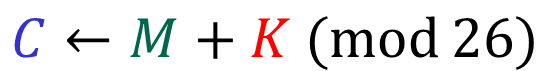 C ← M + K (mod 26)